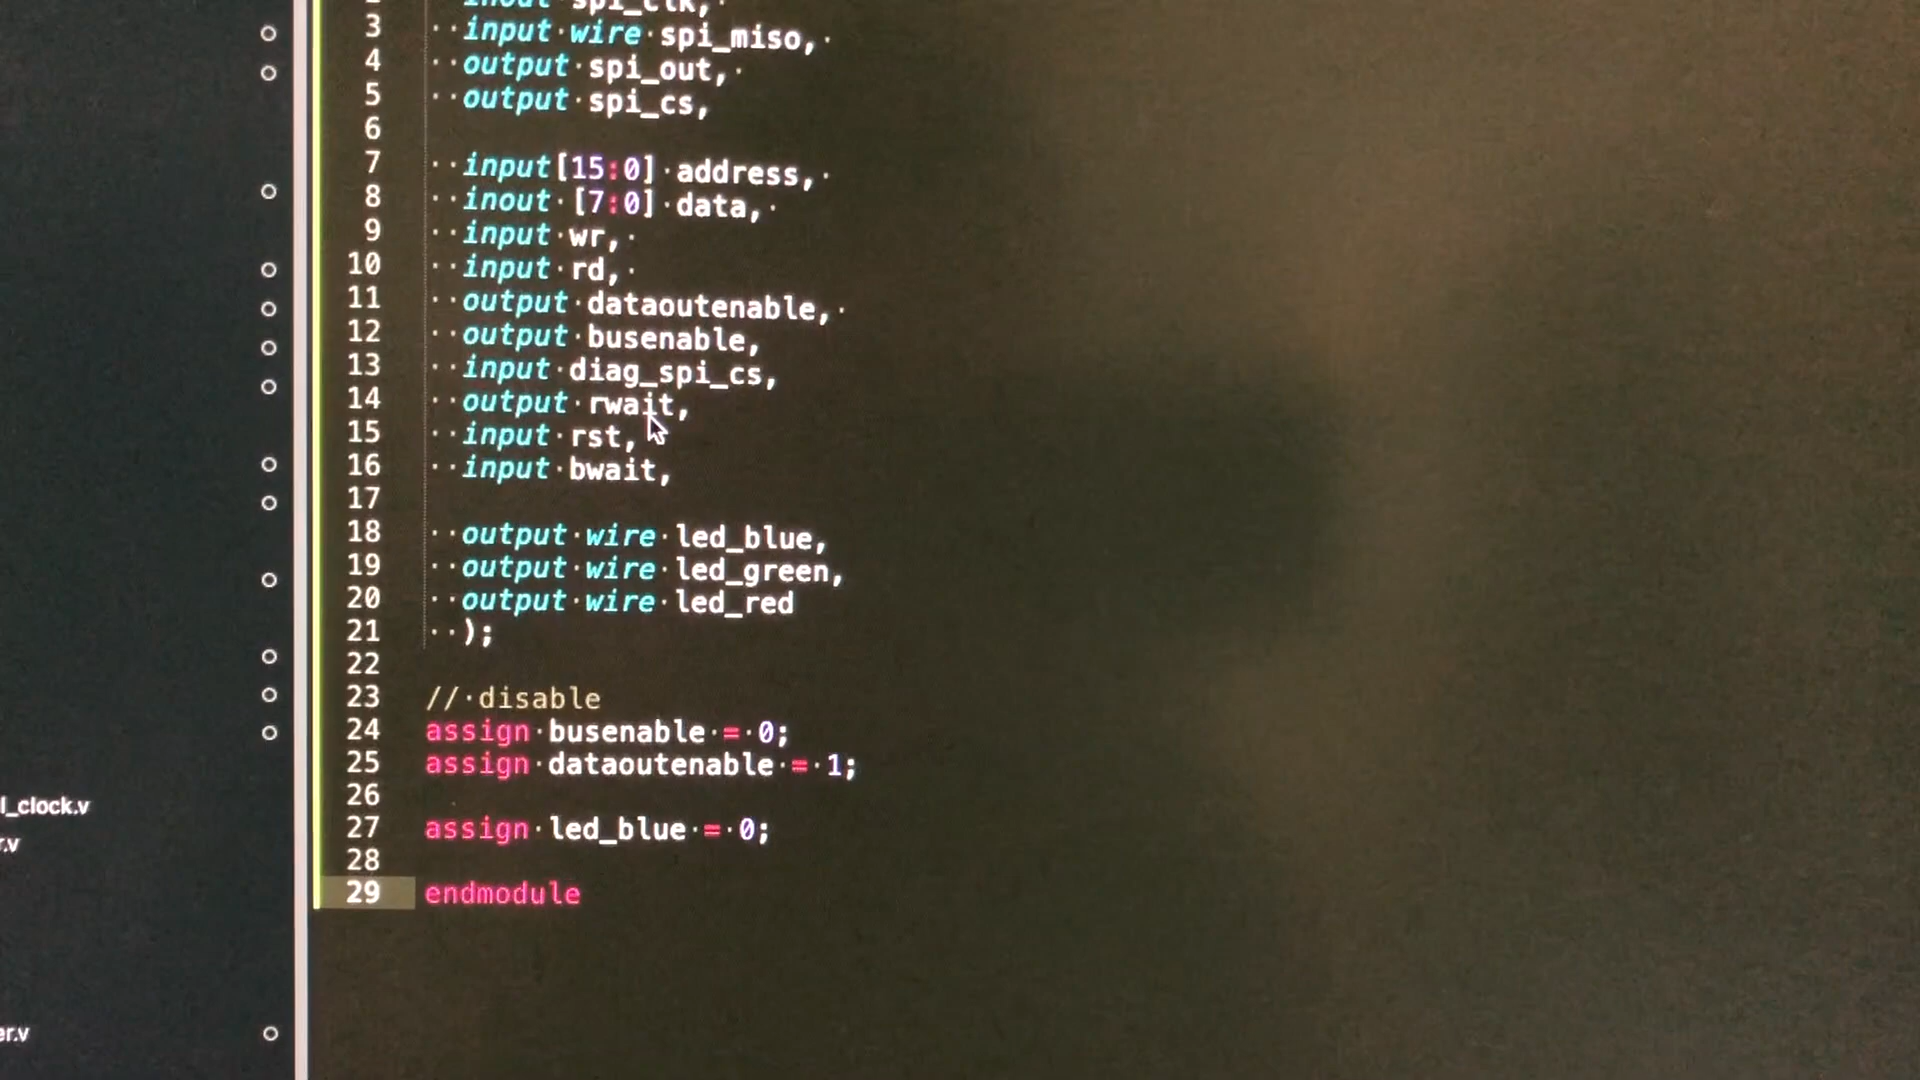 inout spi_clk,
3 input wire spi_miso,
4 output spi_out,
5 output spi_cs,
6
7 input[15:0] address,
8 inout [7:0] data,
9 input wr,
10 input rd,
11 output dataoutenable,
12 output busenable,
13 input diag_spi_cs,
14 output rwait,
15 input rst,
16 input bwait,
17
18 output wire led_blue,
19 output wire led_green,
20 output wire led_red
21 );
22
23 // disable
24 assign busenable = 0;
25 assign dataoutenable = 1;
26
l_clock.v
27 assign led_blue = 0;
r.v
28
29 endmodule
er.v